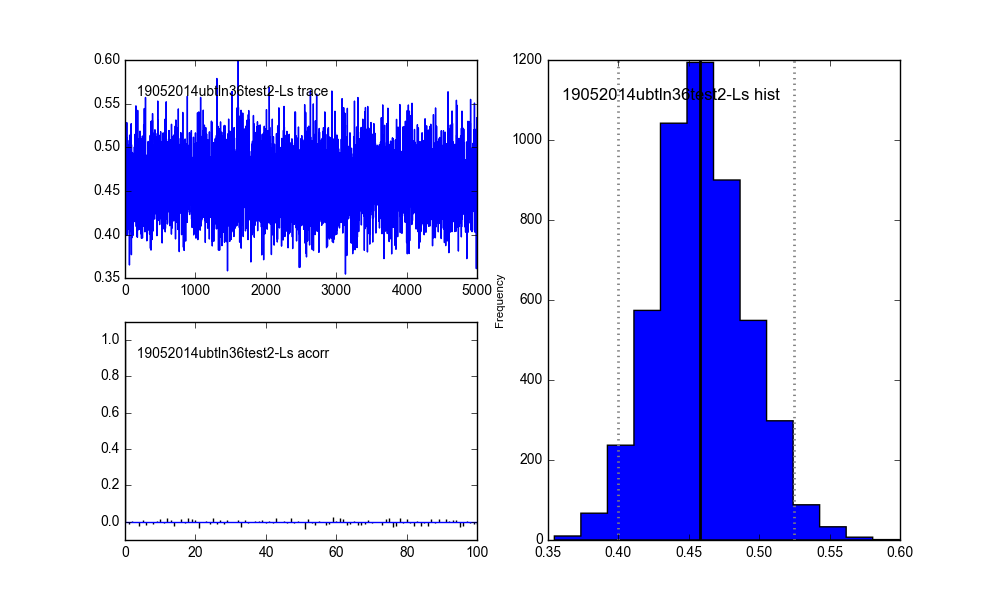 0.60
0.55
0.50
0.45
0.40
0.35
19052014ubtln36test2-Ls trace
0 1000 2000 3000 4000 5000
1.0
0.8
0.6
0.4
0.2
0.0
19052014ubtln36test2-Ls acorr
0 20 40 60 80 100
Frequency
1200
1000
800
600
400
200
0
19052014ubtln36test2-Ls hist
0.35 0.40 0.45 0.50 0.55 0.60